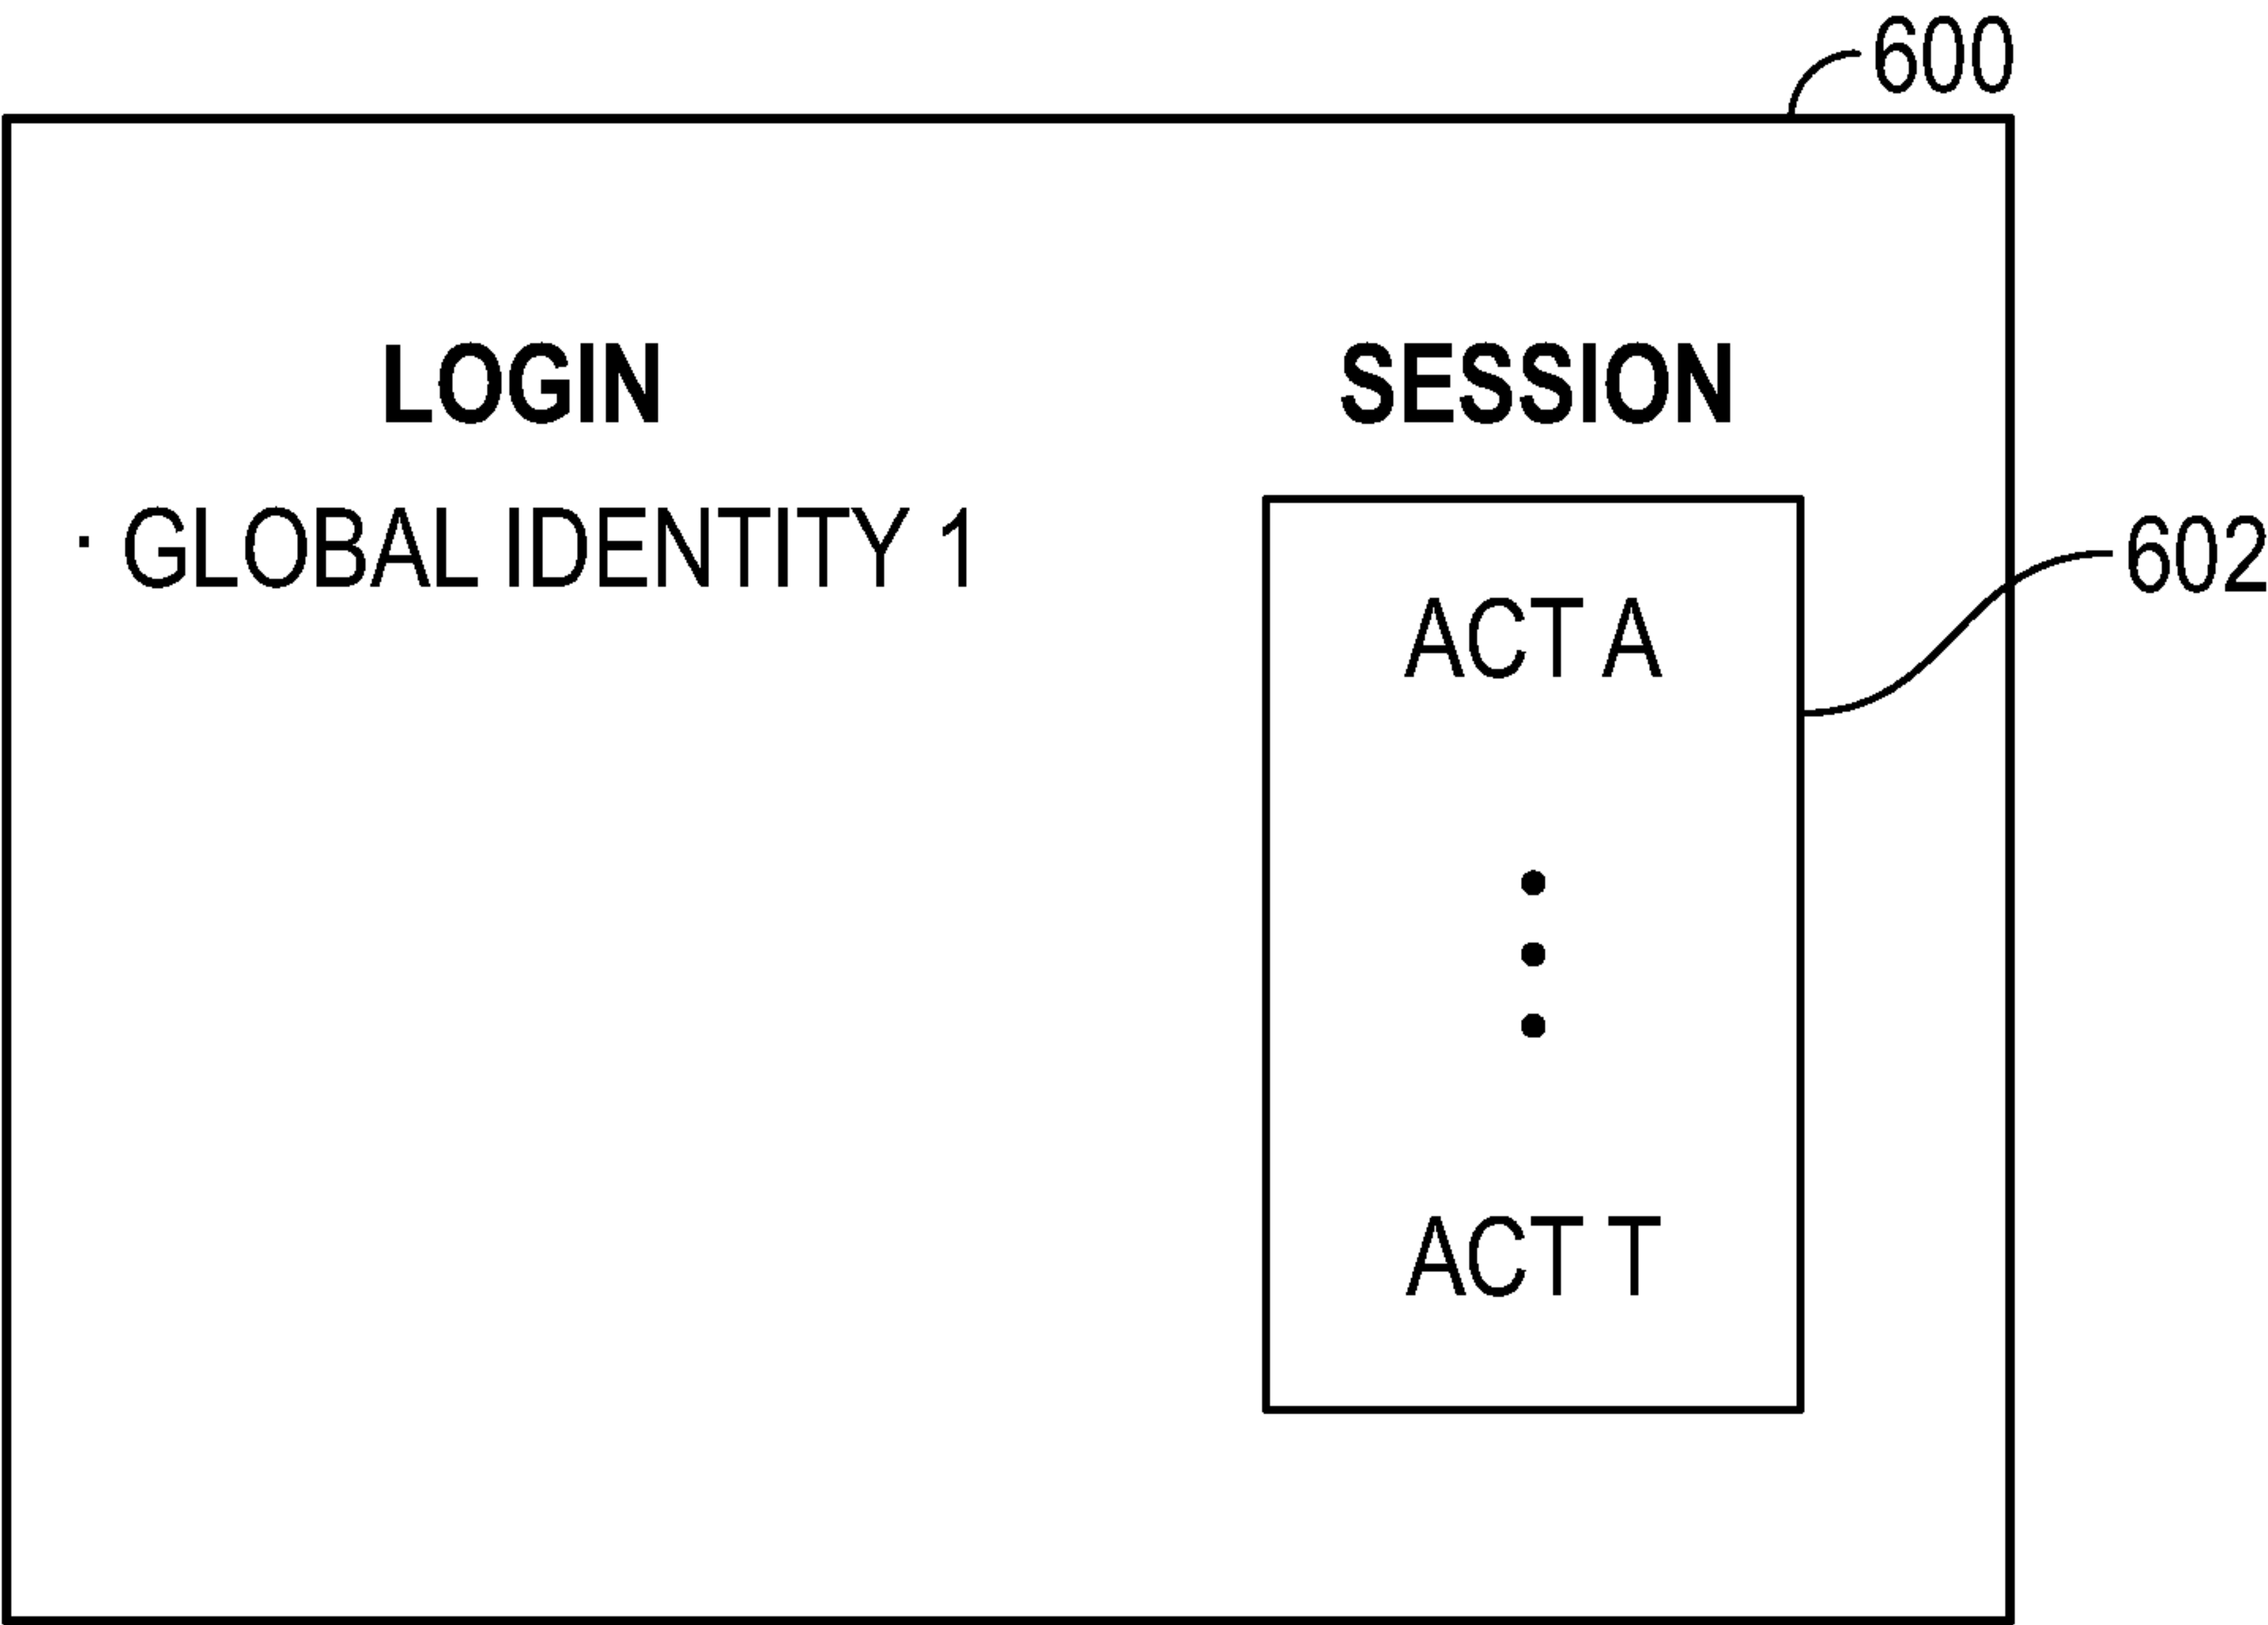 600
LOGIN
SESSION
· GLOBAL IDENTITY 1
602
ACT A
ACT T